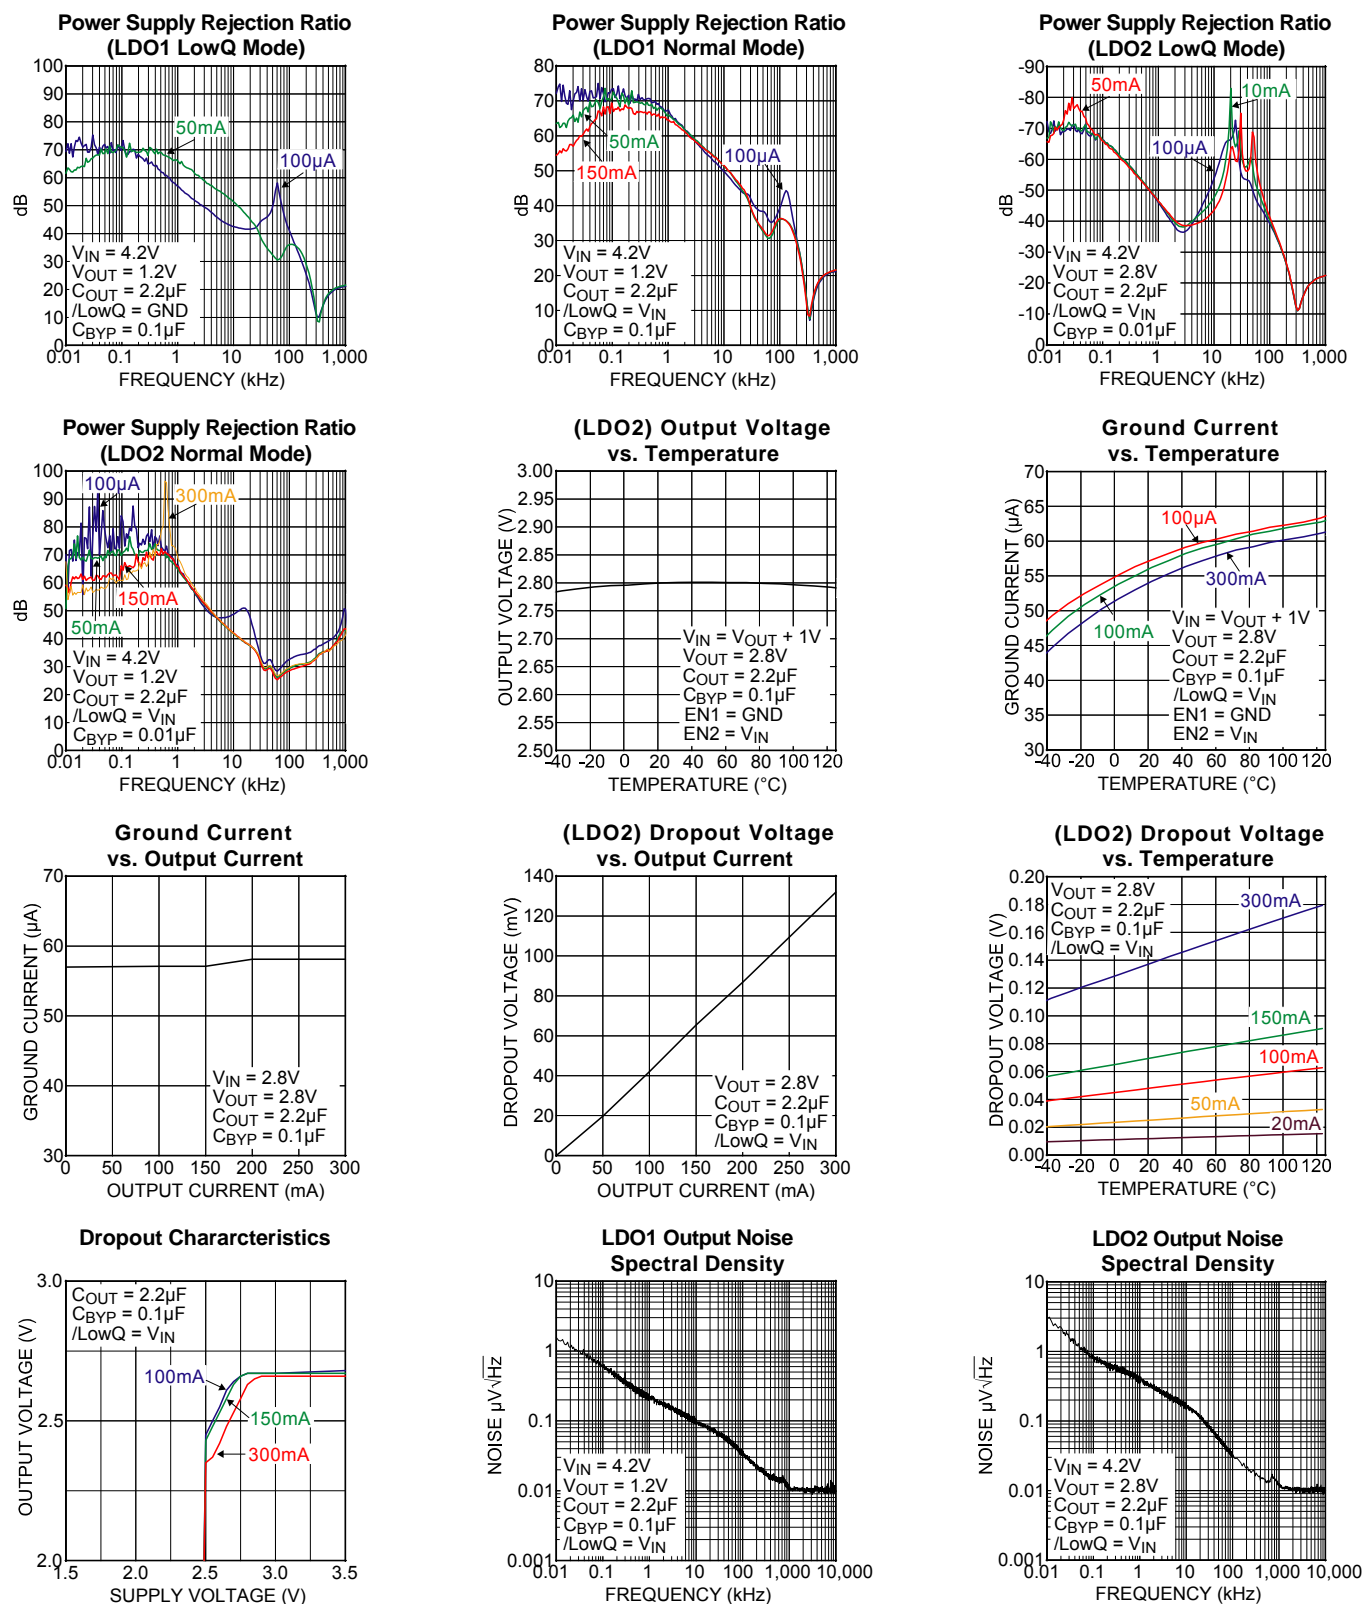 Power Supply Rejection Ratio
(LDO1 LowQ Mode)
100
90
80
70
60
50
40
30
20
10
0
dB
50mA
100µA
VIN = 4.2V
VOUT = 1.2V
COUT = 2.2µF
/LowQ = GND
CBYP = 0.1µF
0.01 0.1 1 10 100 1,000
FREQUENCY (kHz)
Power Supply Rejection Ratio
(LDO1 Normal Mode)
80
70
60
50
40
30
20
10
0
dB
50mA
150mA
100µA
VIN = 4.2V
VOUT = 1.2V
COUT = 2.2µF
/LowQ = VIN
CBYP = 0.1µF
0.01 0.1 1 10 100 1,000
FREQUENCY (kHz)
Power Supply Rejection Ratio
(LDO2 LowQ Mode)
-90
-80
-70
-60
-50
-40
-30
-20
-10
0
dB
50mA
10mA
100µA
VIN = 4.2V
VOUT = 2.8V
COUT = 2.2µF
/LowQ = VIN
CBYP = 0.01µF
0.01 0.1 1 10 100 1,000
FREQUENCY (kHz)
Power Supply Rejection Ratio
(LDO2 Normal Mode)
100
90
80
70
60
50
40
30
20
10
0
dB
100µA
300mA
150mA
50mA
VIN = 4.2V
VOUT = 1.2V
COUT = 2.2µF
/LowQ = VIN
CBYP = 0.01µF
0.01 0.1 1 10 100 1,000
FREQUENCY (kHz)
(LDO2) Output Voltage
vs. Temperature
3.00
2.95
2.90
2.85
2.80
2.75
2.70
2.65
2.60
2.55
2.50
OUTPUT VOLTAGE (V)
VIN = VOUT + 1V
VOUT = 2.8V
COUT = 2.2µF
CBYP = 0.1µF
EN1 = GND
EN2 = VIN
-40 -20 0 20 40 60 80 100 120
TEMPERATURE (°C)
Ground Current
vs. Temperature
70
65
60
55
50
45
40
35
30
GROUND CURRENT (µA)
100µA
300mA
100mA
VIN = VOUT + 1V
VOUT = 2.8V
COUT = 2.2µF
CBYP = 0.1µF
/LowQ = VIN
EN1 = GND
EN2 = VIN
-40 -20 0 20 40 60 80 100 120
TEMPERATURE (°C)
Ground Current
vs. Output Current
70
60
50
40
30
GROUND CURRENT (µA)
VIN = 2.8V
VOUT = 2.8V
COUT = 2.2µF
CBYP = 0.1µF
0 50 100 150 200 250 300
OUTPUT CURRENT (mA)
(LDO2) Dropout Voltage
vs. Output Current
140
120
100
80
60
40
20
0
DROPOUT VOLTAGE (mV)
VOUT = 2.8V
COUT = 2.2µF
CBYP = 0.1µF
/LowQ = VIN
0 50 100 150 200 250 300
OUTPUT CURRENT (mA)
(LDO2) Dropout Voltage
vs. Temperature
0.20
0.18
0.16
0.14
0.12
0.10
0.08
0.06
0.04
0.02
0.00
DROPOUT VOLTAGE (V)
VOUT = 2.8V
COUT = 2.2µF
CBYP = 0.1µF
/LowQ = VIN
300mA
150mA
100mA
50mA
20mA
-40 -20 0 20 40 60 80 100 120
TEMPERATURE (°C)
Dropout Chararcteristics
3.0
2.5
2.0
OUTPUT VOLTAGE (V)
COUT = 2.2µF
CBYP = 0.1µF
/LowQ = VIN
100mA
150mA
300mA
1.5 2.0 2.5 3.0 3.5
SUPPLY VOLTAGE (V)
LDO1 Output Noise
Spectral Density
10
1
0.1
0.01
0.001
NOISE µV√Hz
VIN = 4.2V
VOUT = 1.2V
COUT = 2.2µF
CBYP = 0.1µF
/LowQ = VIN
0.01 0.1 1 10 100 1,000 10,000
FREQUENCY (kHz)
LDO2 Output Noise
Spectral Density
10
1
0.1
0.01
0.001
NOISE µV√Hz
VIN = 4.2V
VOUT = 2.8V
COUT = 2.2µF
CBYP = 0.1µF
/LowQ = VIN
0.01 0.1 1 10 100 1,000 10,000
FREQUENCY (kHz)